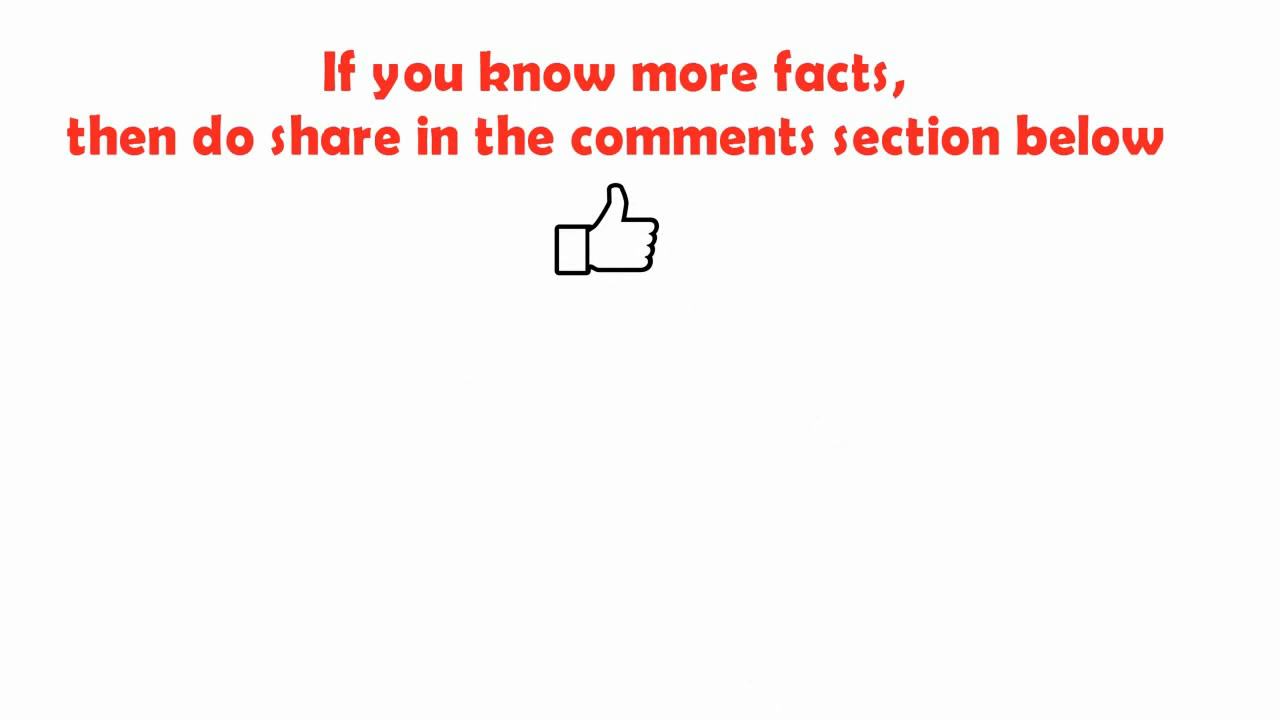 If you know more facts,
then do share in the comments section below